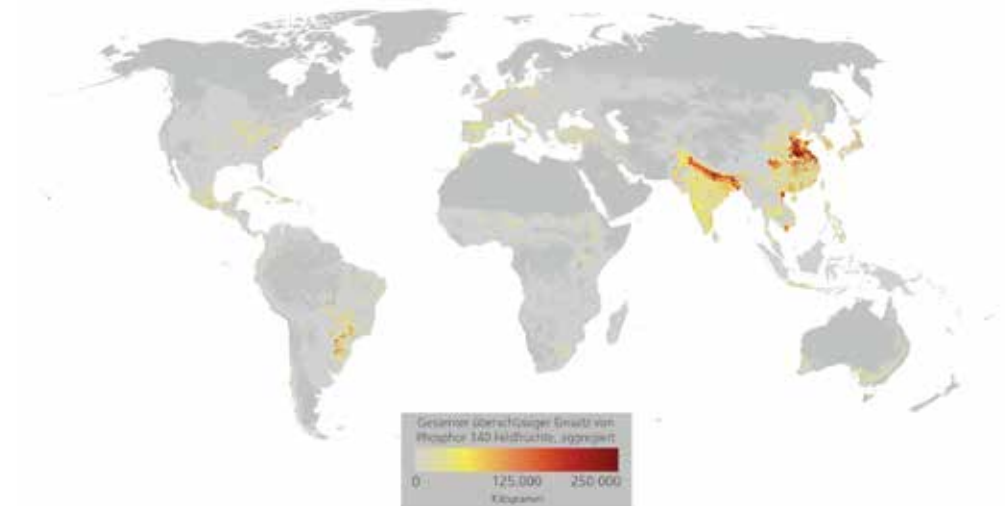 Gesamter überschüssiger Einsatz von
Phosphor 140 Feldfrüchte, aggregiert
0 125.000 250 000
Kilogramm